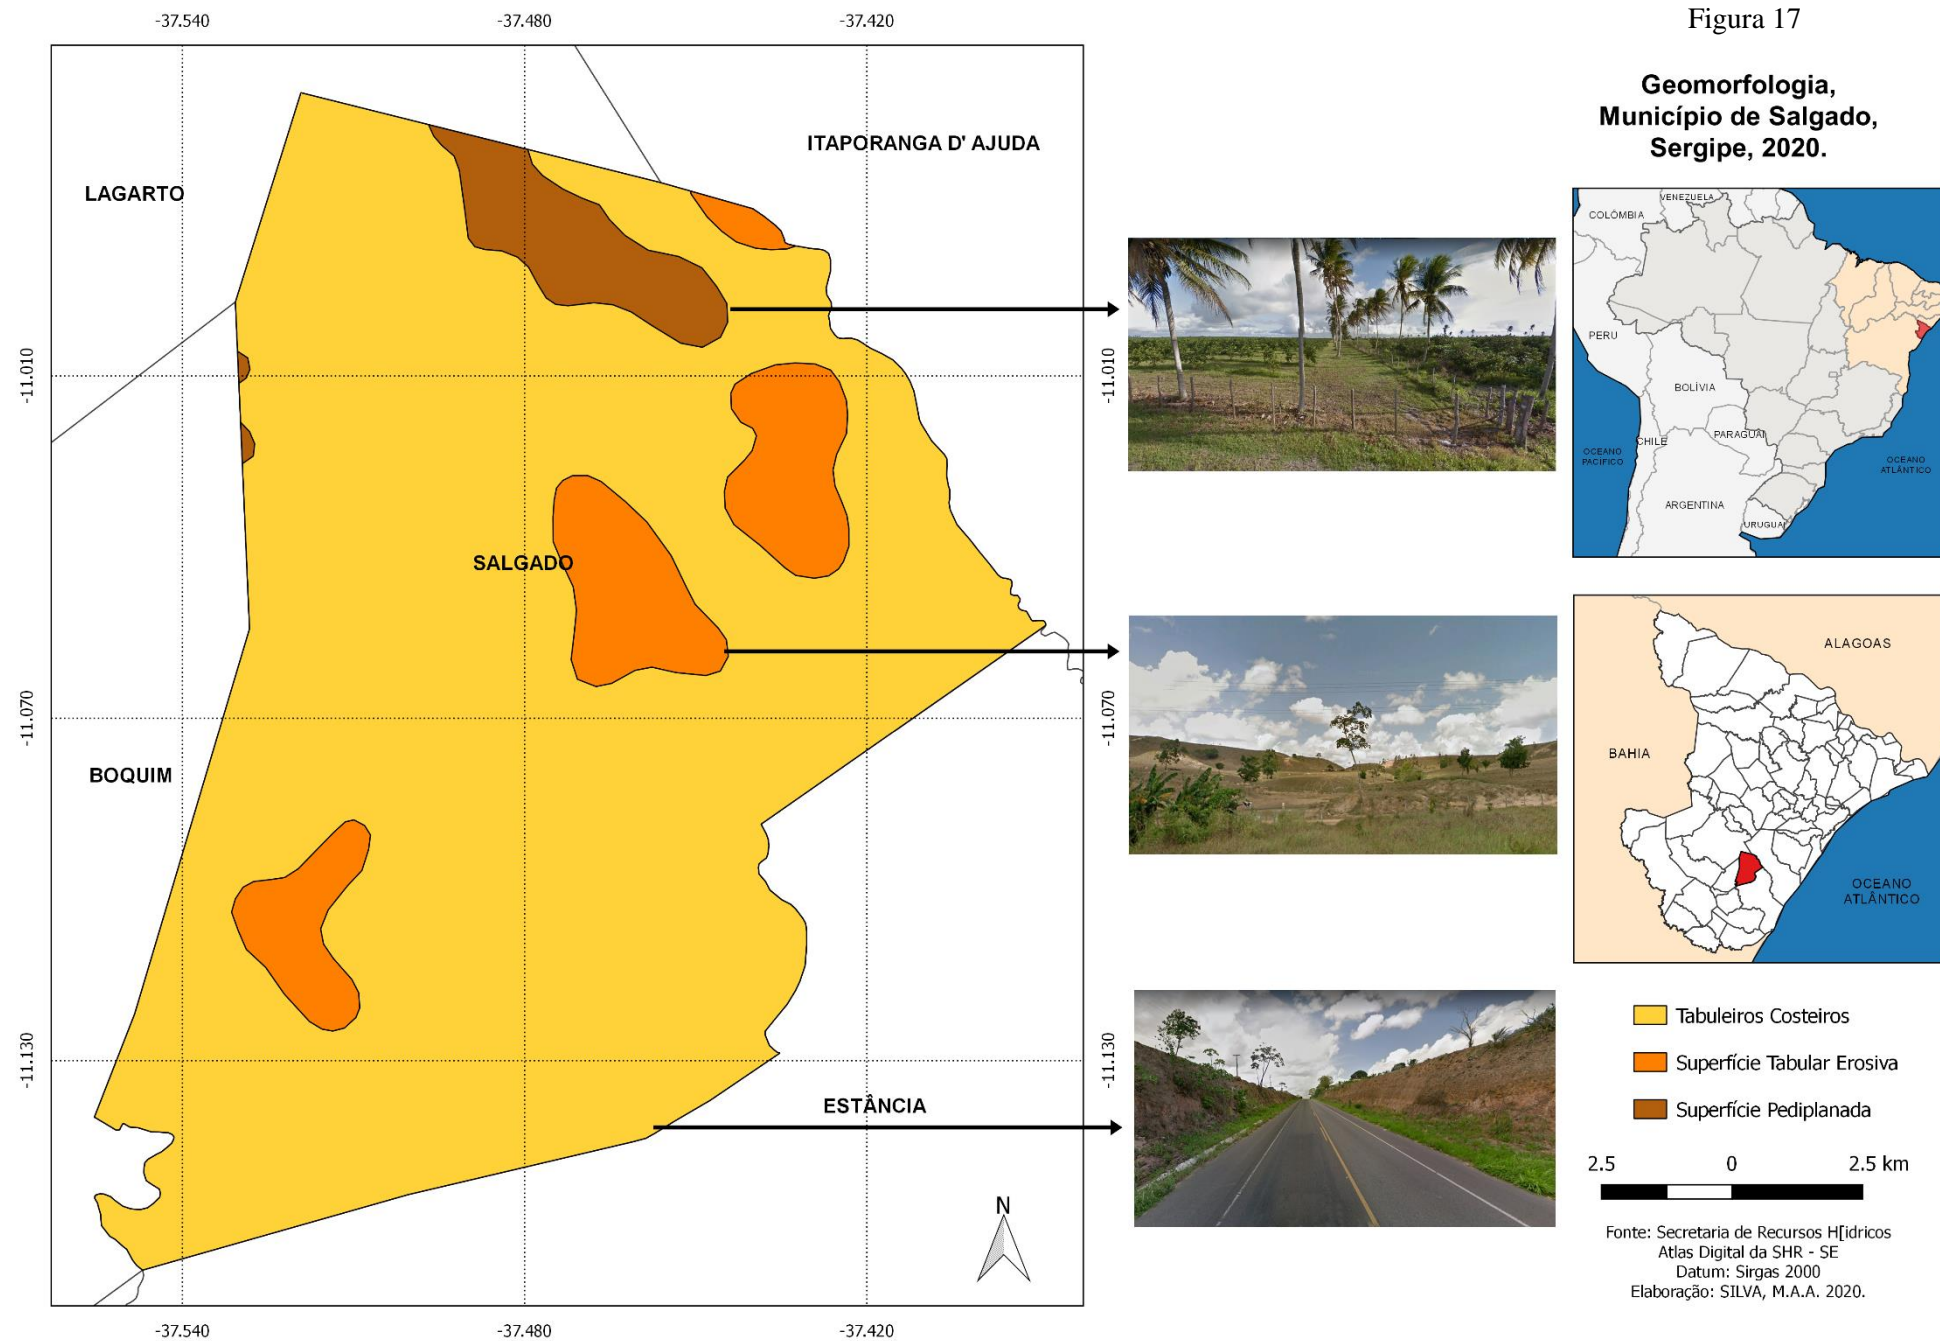 Figura 17
Geomorfologia,
Município de Salgado,
Sergipe, 2020.
-37.540
-37.480
-37.420
LAGARTO
ITAPORANGA D' AJUDA
SALGADO
BOQUIM
ESTÂNCIA
N
-11.010
-11.070
-11.130
-11.010
-11.070
-11.130
-37.540
-37.480
-37.420
VENEZUELA
COLÔMBIA
PERU
BOLÍVIA
PARAGUAI
CHILE
OCEANO
PACÍFICO
OCEANO
ATLÂNTICO
ARGENTINA
URUGUAI
ALAGOAS
BAHIA
OCEANO
ATLÂNTICO
Tabuleiros Costeiros
Superfície Tabular Erosiva
Superfície Pediplanada
2.5 0 2.5 km
Fonte: Secretaria de Recursos H[idricos
Atlas Digital da SHR - SE
Datum: Sirgas 2000
Elaboração: SILVA, M.A.A. 2020.